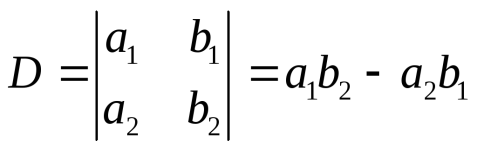 D = | a₁ b₁ | = a₁b₂ - a₂b₁
| a₂ b₂ |